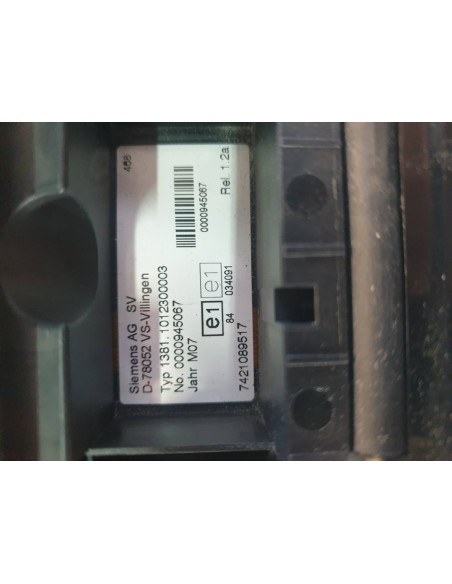 Siemens AG SV
D-78052 VS-Villingen
Typ 1381.1012300003
No. 0000945067
Jahr M07
e1 e1
84 034091
7421089517
468
0000945067
Rel. 1.2a